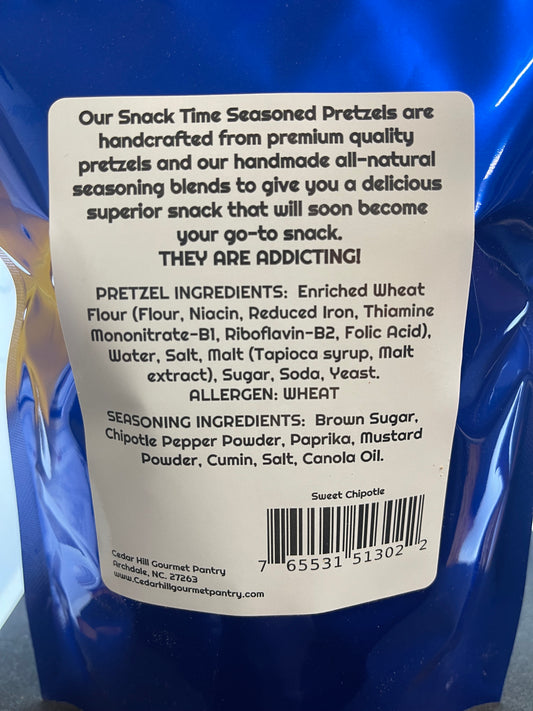 Our Snack Time Seasoned Pretzels are
handcrafted from premium quality
pretzels and our handmade all-natural
seasoning blends to give you a delicious
superior snack that will soon become
your go-to snack.
THEY ARE ADDICTING!
PRETZEL INGREDIENTS: Enriched Wheat
Flour (Flour, Niacin, Reduced Iron, Thiamine
Mononitrate-B1, Riboflavin-B2, Folic Acid),
Water, Salt, Malt (Tapioca syrup, Malt
extract), Sugar, Soda, Yeast.
ALLERGEN: WHEAT
SEASONING INGREDIENTS: Brown Sugar,
Chipotle Pepper Powder, Paprika, Mustard
Powder, Cumin, Salt, Canola Oil.
Sweet Chipotle
7 65531 51302 2
Cedar Hill Gourmet Pantry
Archdale, NC. 27263
www.Cedarhillgourmetpantry.com